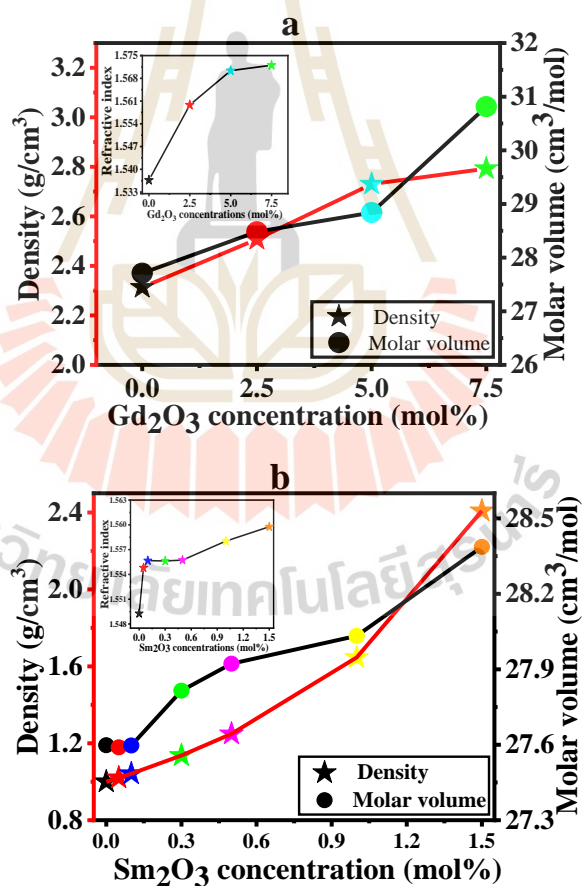 a
Density (g/cm³)
3.2
3.0
2.8
2.6
2.4
2.2
2.0
Refractive index
1.575
1.568
1.561
1.554
1.547
1.540
1.533
0.0 2.5 5.0 7.5
Gd₂O₃ concentrations (mol%)
Density
Molar volume
32
31
30
29
28
27
26
Molar volume (cm³/mol)
0.0 2.5 5.0 7.5
Gd₂O₃ concentration (mol%)
b
Density (g/cm³)
2.4
2.0
1.6
1.2
0.8
Refractive index
1.563
1.560
1.557
1.554
1.551
1.548
0.0 0.3 0.6 0.9 1.2 1.5
Sm₂O₃ concentrations (mol%)
Density
Molar volume
28.5
28.2
27.9
27.6
27.3
Molar volume (cm³/mol)
0.0 0.3 0.6 0.9 1.2 1.5
Sm₂O₃ concentration (mol%)